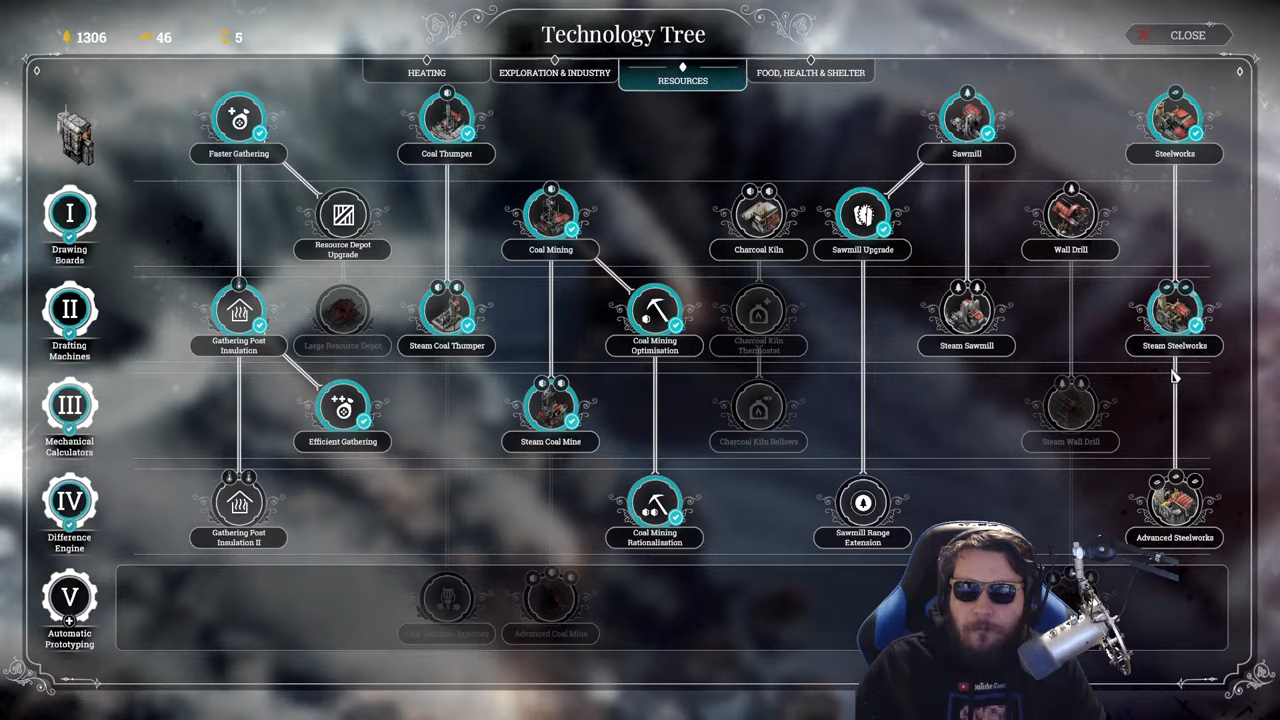 1306
46
5
Technology Tree
CLOSE
HEATING
EXPLORATION & INDUSTRY
RESOURCES
FOOD, HEALTH & SHELTER
Faster Gathering
Coal Thumper
Sawmill
Steelworks
I
Drawing
Boards
Resource Depot
Upgrade
Coal Mining
Charcoal Kiln
Sawmill Upgrade
Wall Drill
II
Drafting
Machines
Gathering Post
Insulation
Large Resource Depot
Steam Coal Thumper
Coal Mining
Optimisation
Charcoal Kiln
Thermostat
Steam Sawmill
Steam Steelworks
III
Mechanical
Calculators
Efficient Gathering
Steam Coal Mine
Charcoal Kiln Bellows
Steam Wall Drill
IV
Difference
Engine
Gathering Post
Insulation II
Coal Mining
Rationalisation
Sawmill Range
Extension
Advanced Steelworks
V
Automatic
Prototyping
Advanced Coal Mine